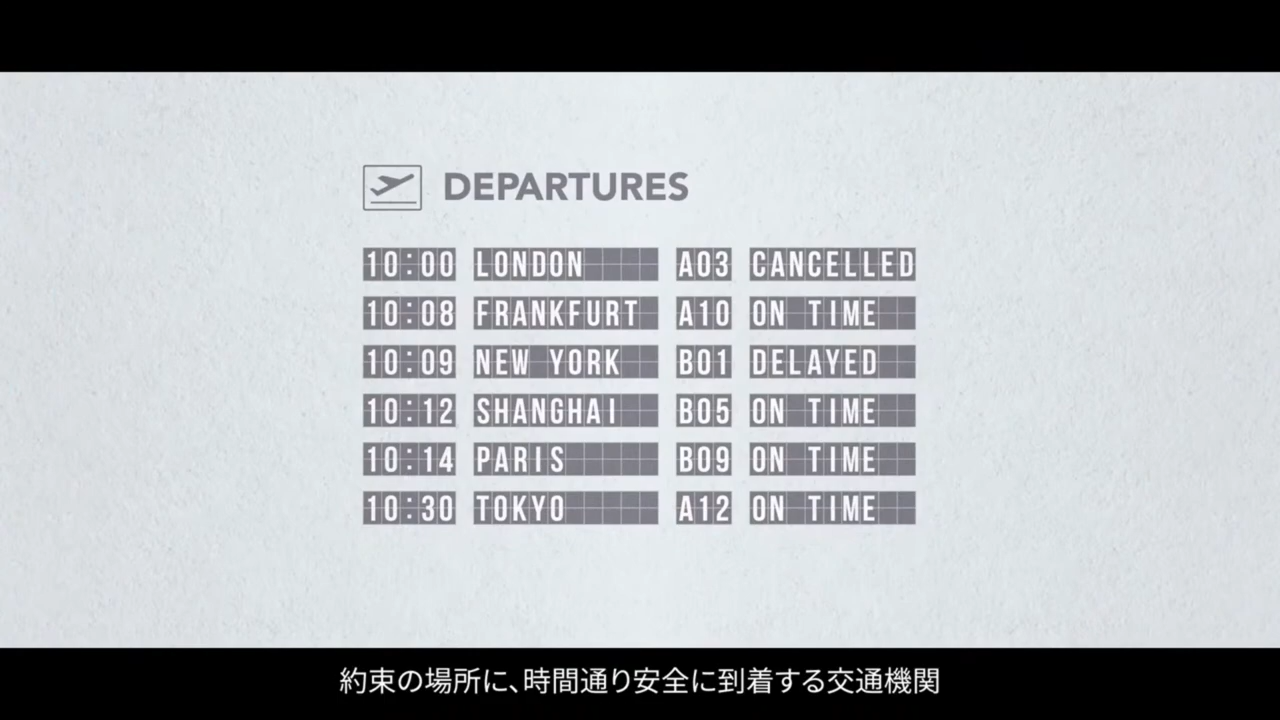 DEPARTURES
10:00 LONDON A03 CANCELLED
10:08 FRANKFURT A10 ON TIME
10:09 NEW YORK B01 DELAYED
10:12 SHANGHAI B05 ON TIME
10:14 PARIS B09 ON TIME
10:30 TOKYO A12 ON TIME
約束の場所に、時間通り安全に到着する交通機関